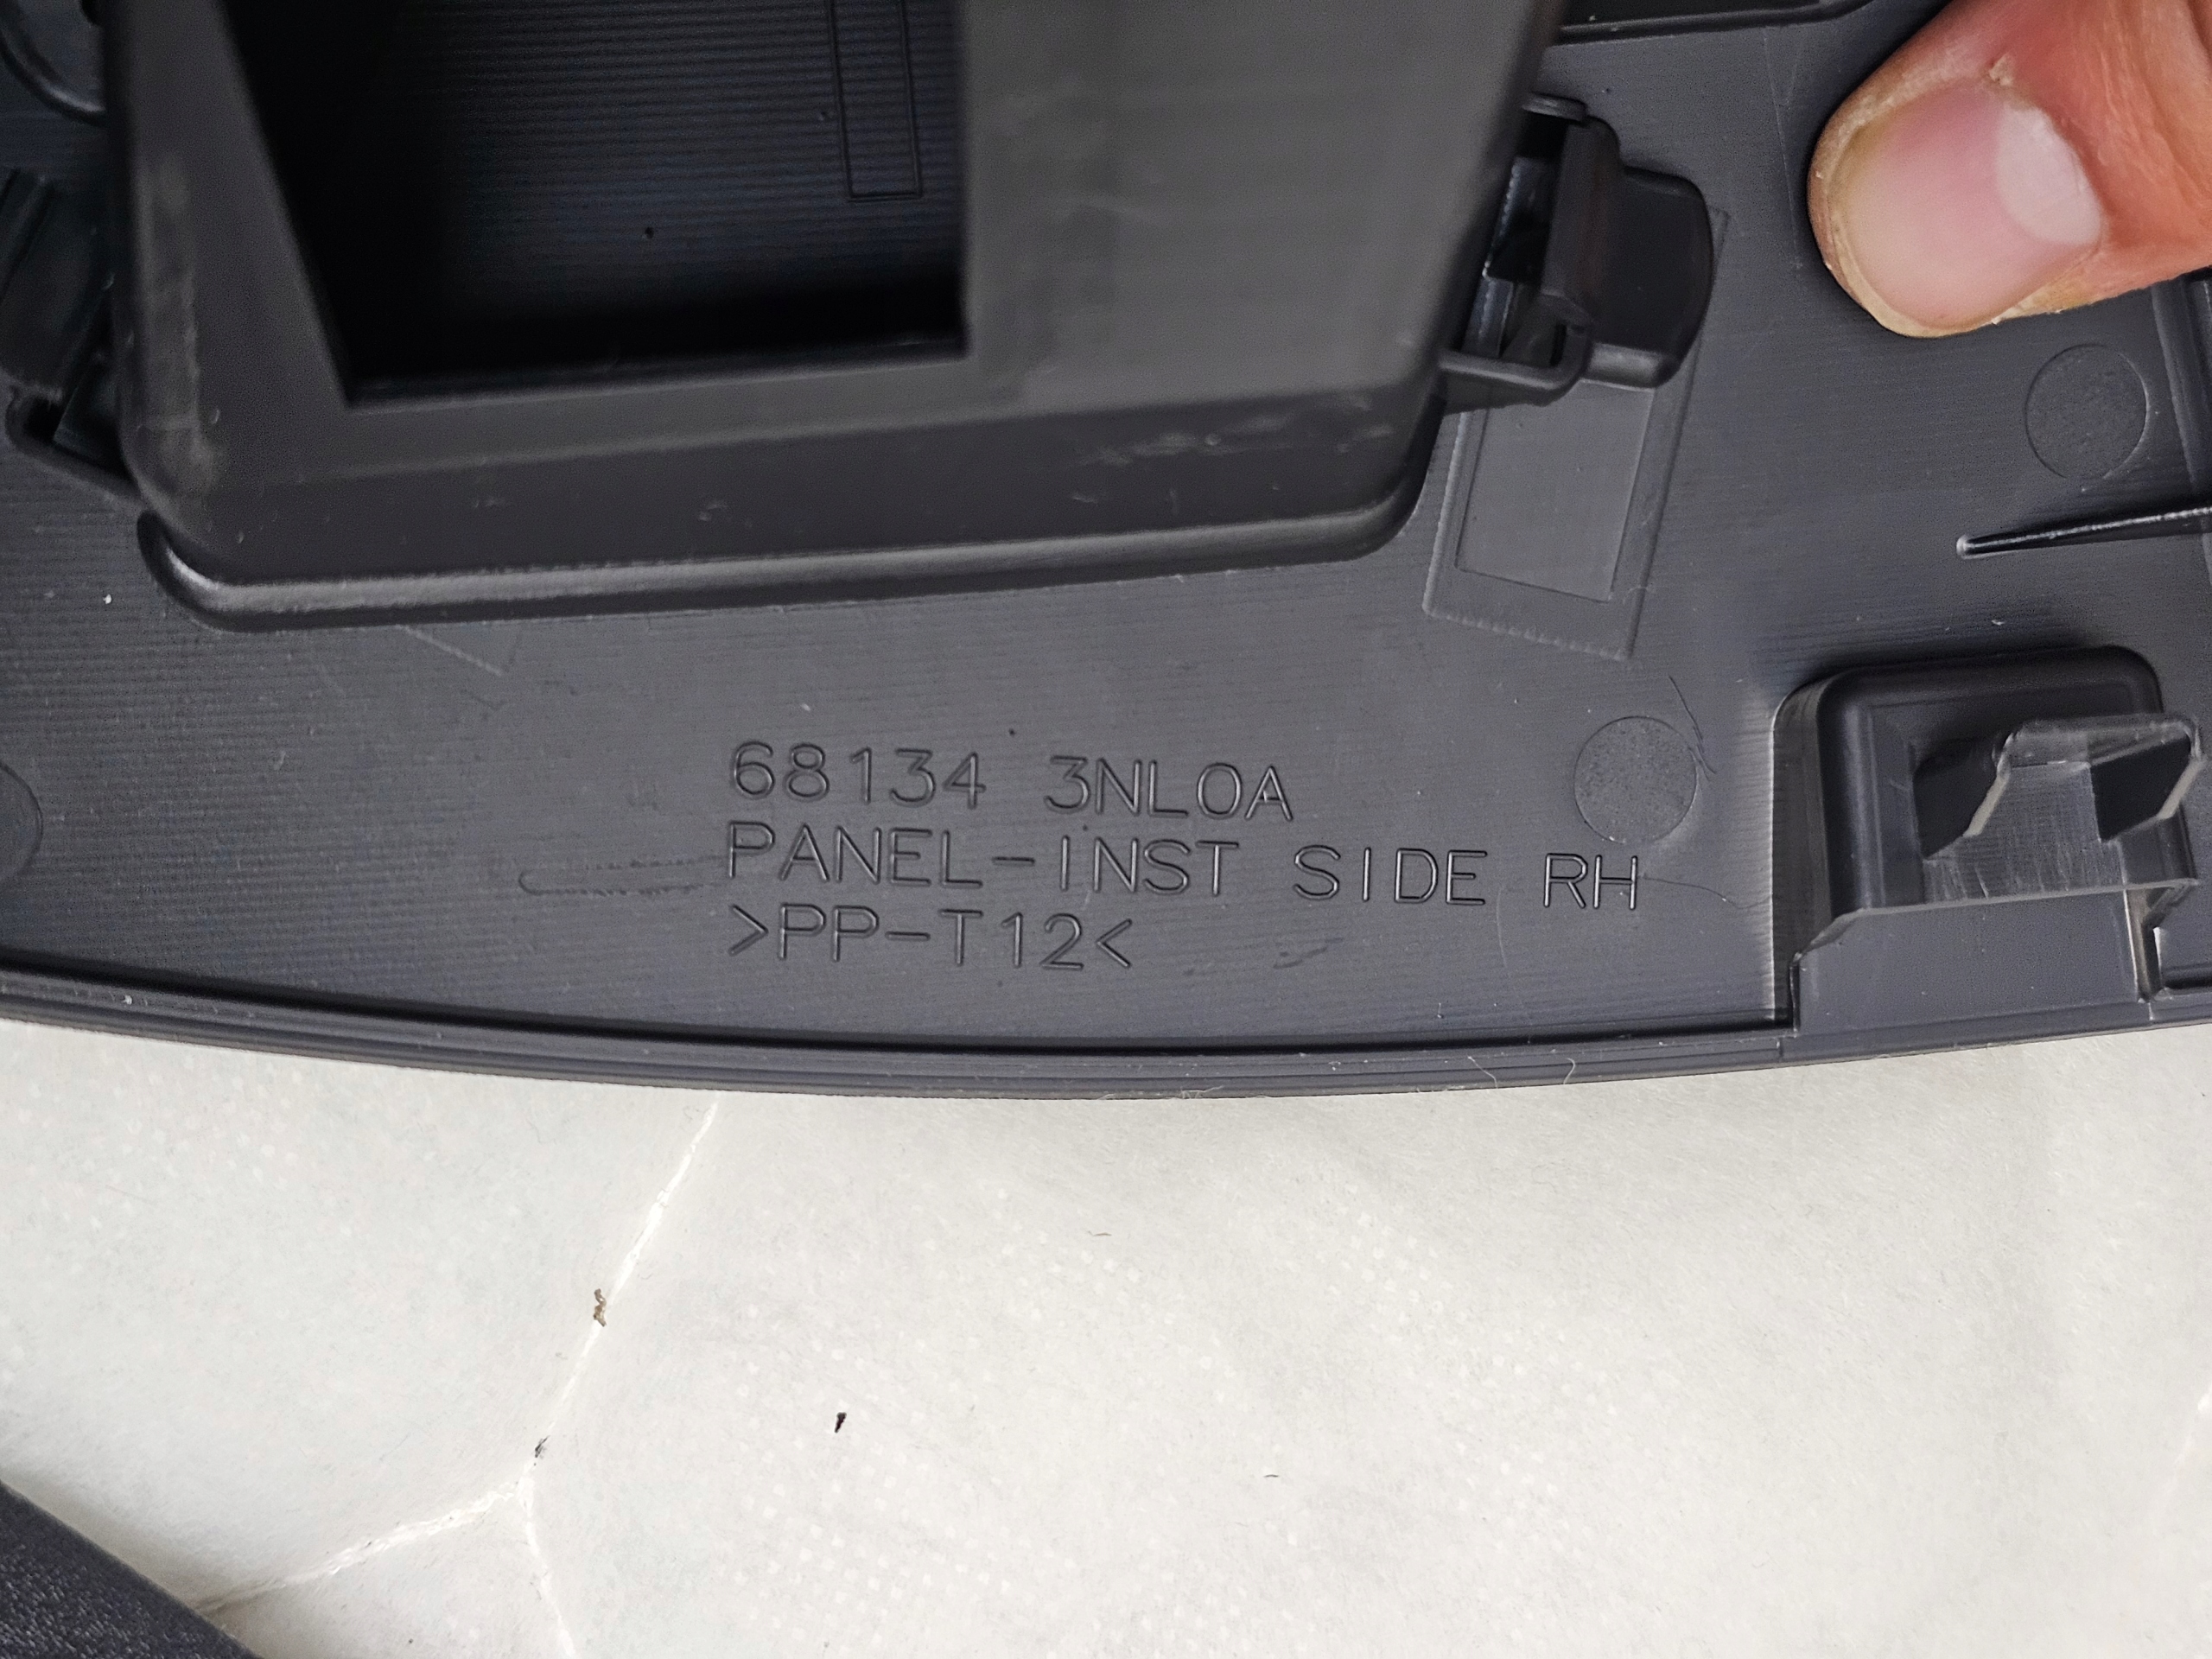 68134 3NL0A
PANEL-INST SIDE RH
>PP-T12<